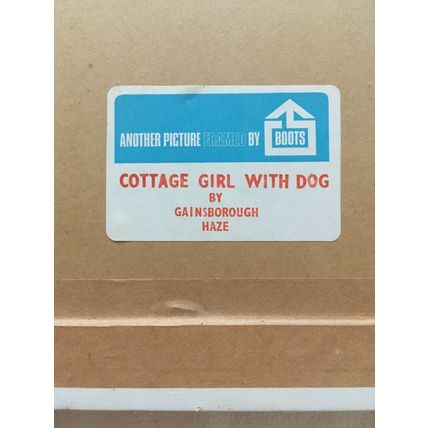 ANOTHER PICTURE FRAMED BY BOOTS
COTTAGE GIRL WITH DOG
BY
GAINSBOROUGH
HAZE